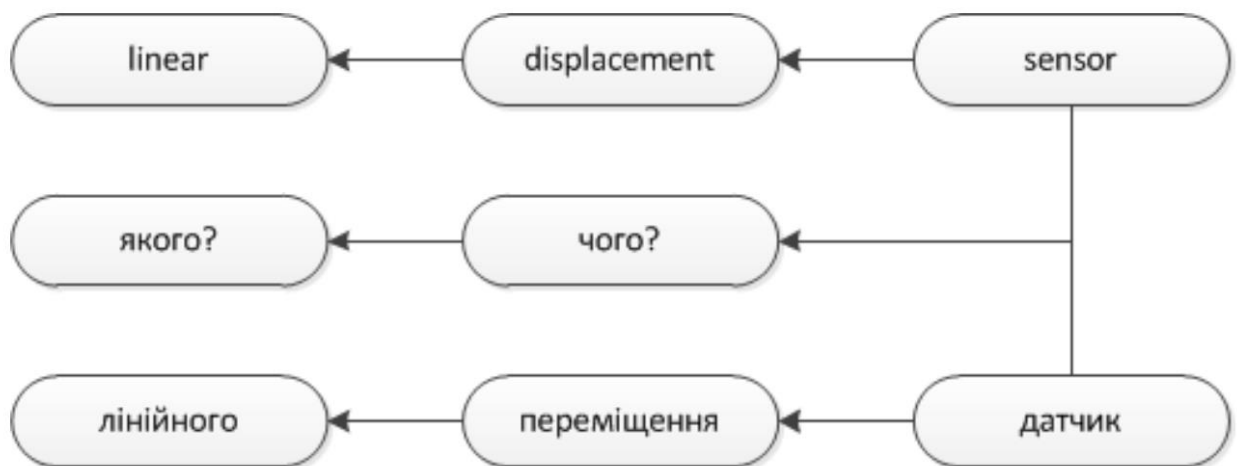 linear displacement sensor
якого? чого?
лінійного переміщення датчик